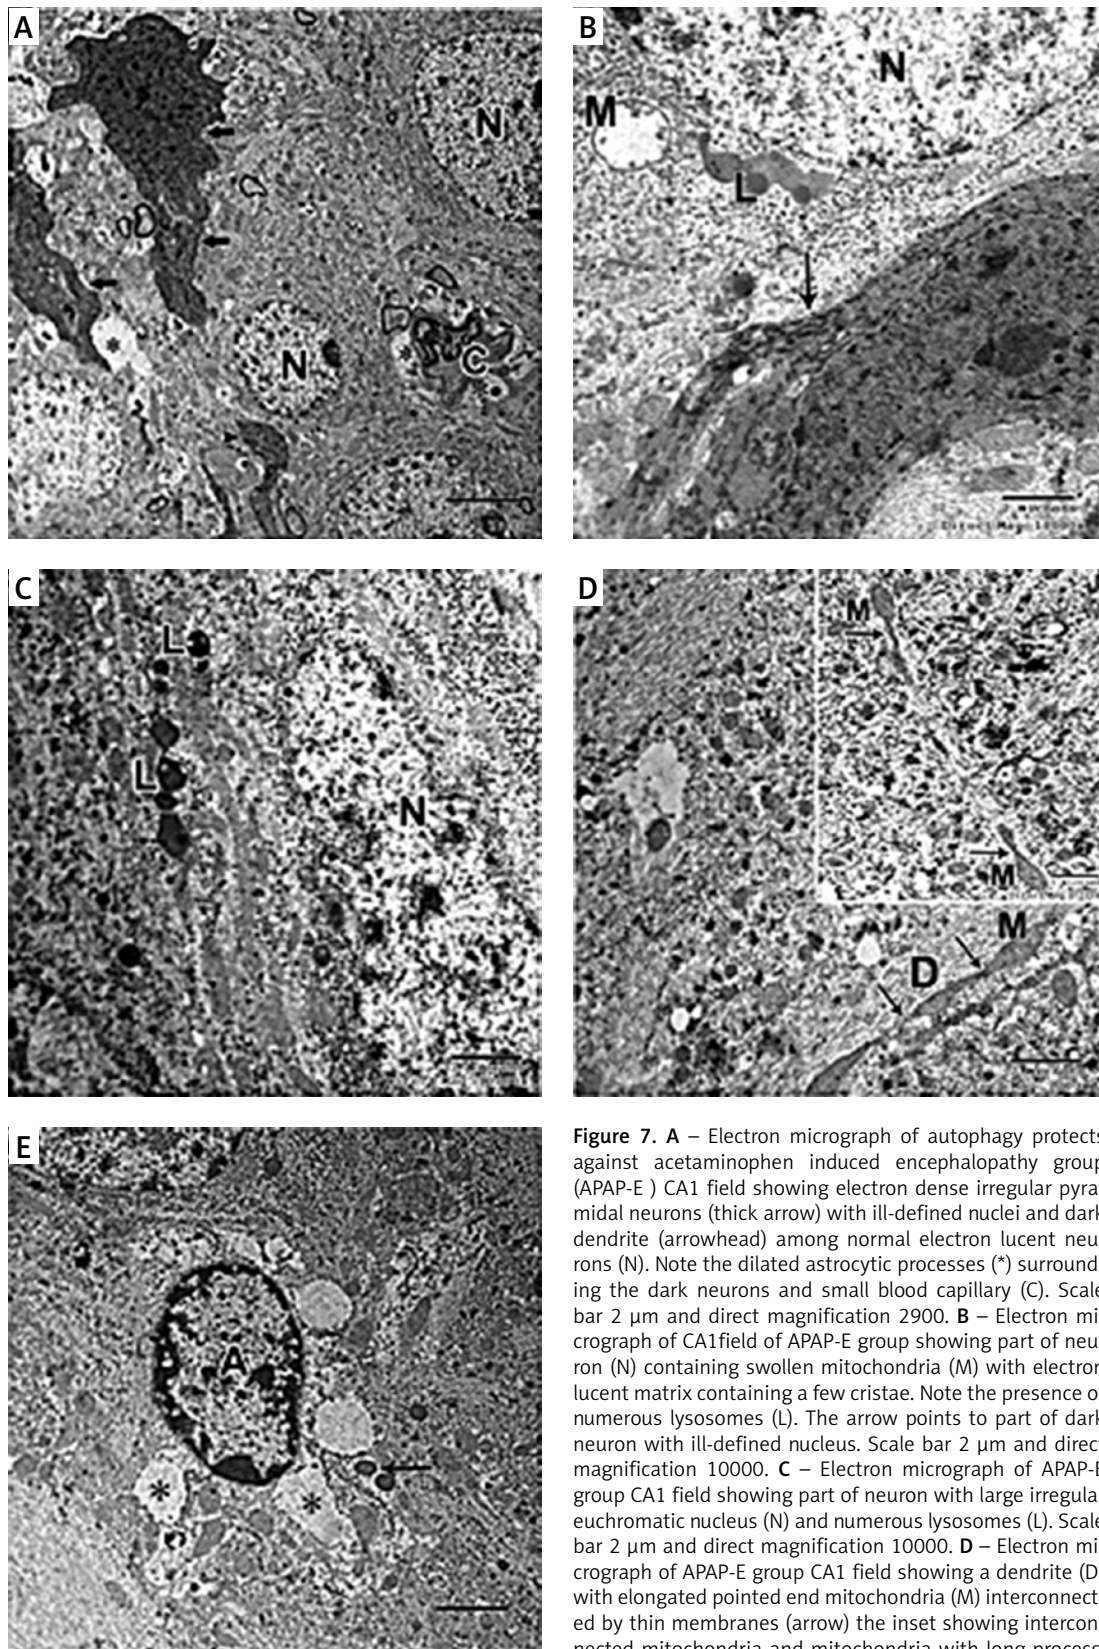 A
N
N
*
*
C
B
N
M
L
C
L
L
N
D
M
M
M
D
E
A
*
*
Figure 7. A – Electron micrograph of autophagy protects
against acetaminophen induced encephalopathy group
(APAP-E ) CA1 field showing electron dense irregular pyra
midal neurons (thick arrow) with ill-defined nuclei and dark
dendrite (arrowhead) among normal electron lucent neu
rons (N). Note the dilated astrocytic processes (*) surround
ing the dark neurons and small blood capillary (C). Scale
bar 2 µm and direct magnification 2900. B – Electron mi
crograph of CA1field of APAP-E group showing part of neu
ron (N) containing swollen mitochondria (M) with electron
lucent matrix containing a few cristae. Note the presence o
numerous lysosomes (L). The arrow points to part of dark
neuron with ill-defined nucleus. Scale bar 2 µm and direct
magnification 10000. C – Electron micrograph of APAP-E
group CA1 field showing part of neuron with large irregula
euchromatic nucleus (N) and numerous lysosomes (L). Scale
bar 2 µm and direct magnification 10000. D – Electron mi
crograph of APAP-E group CA1 field showing a dendrite (D
with elongated pointed end mitochondria (M) interconnect
ed by thin membranes (arrow) the inset showing intercon
nected mitochondria and mitochondria with long process